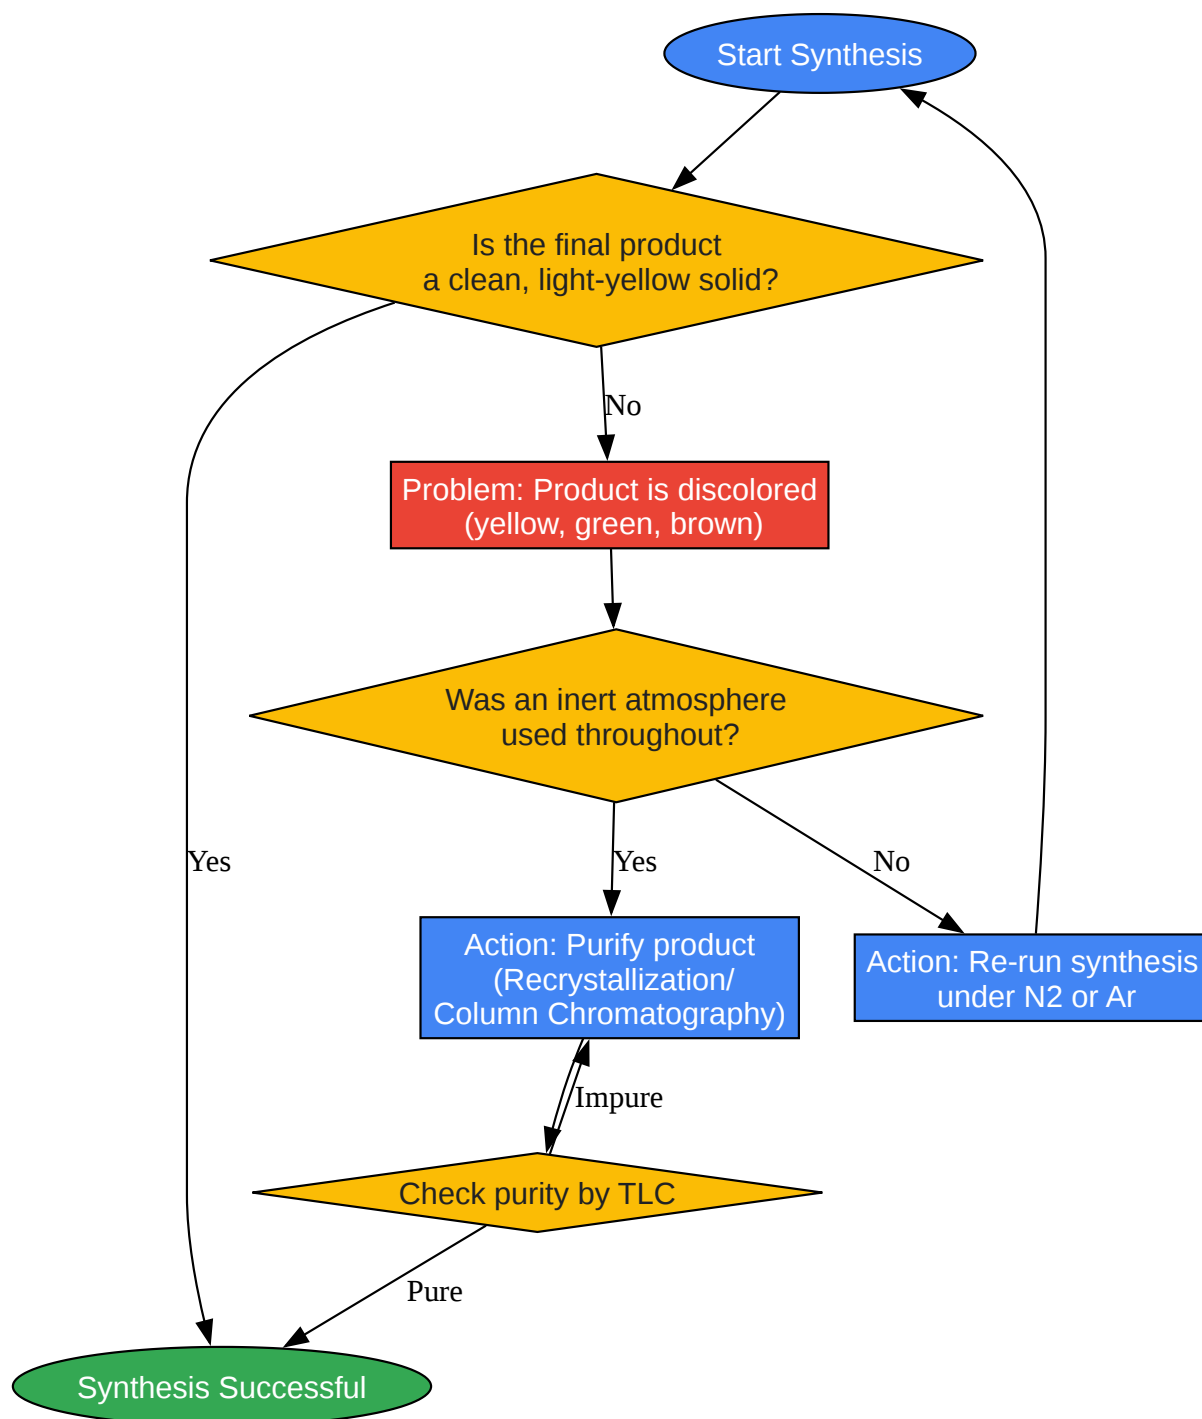 Start Synthesis
Is the final product
a clean, light-yellow solid?
No
Problem: Product is discolored
(yellow, green, brown)
Was an inert atmosphere
used throughout?
Yes
Yes
No
Action: Purify product
(Recrystallization/
Column Chromatography)
Action: Re-run synthesis
under N2 or Ar
Impure
Check purity by TLC
Pure
Synthesis Successful